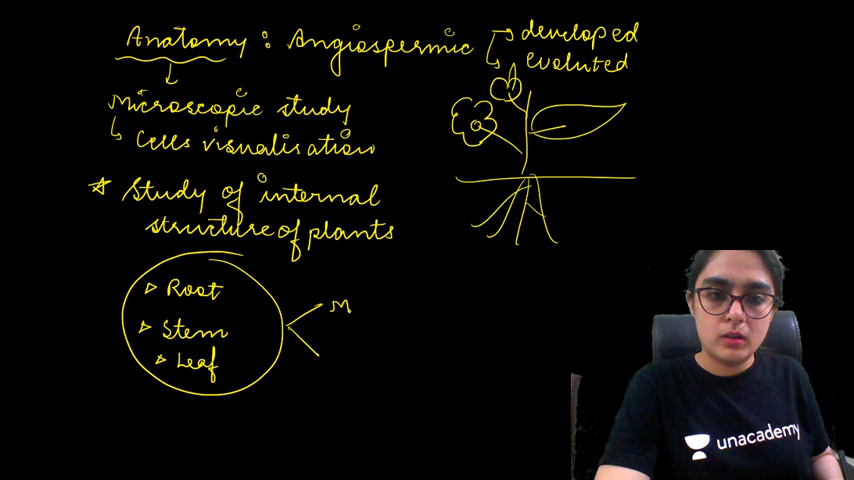 Anatomy : Angiospermic
developed
evoluted
Microscopic study
Cells visualisation
Study of internal
structure of plants
Root
Stem
Leaf
M
unacademy